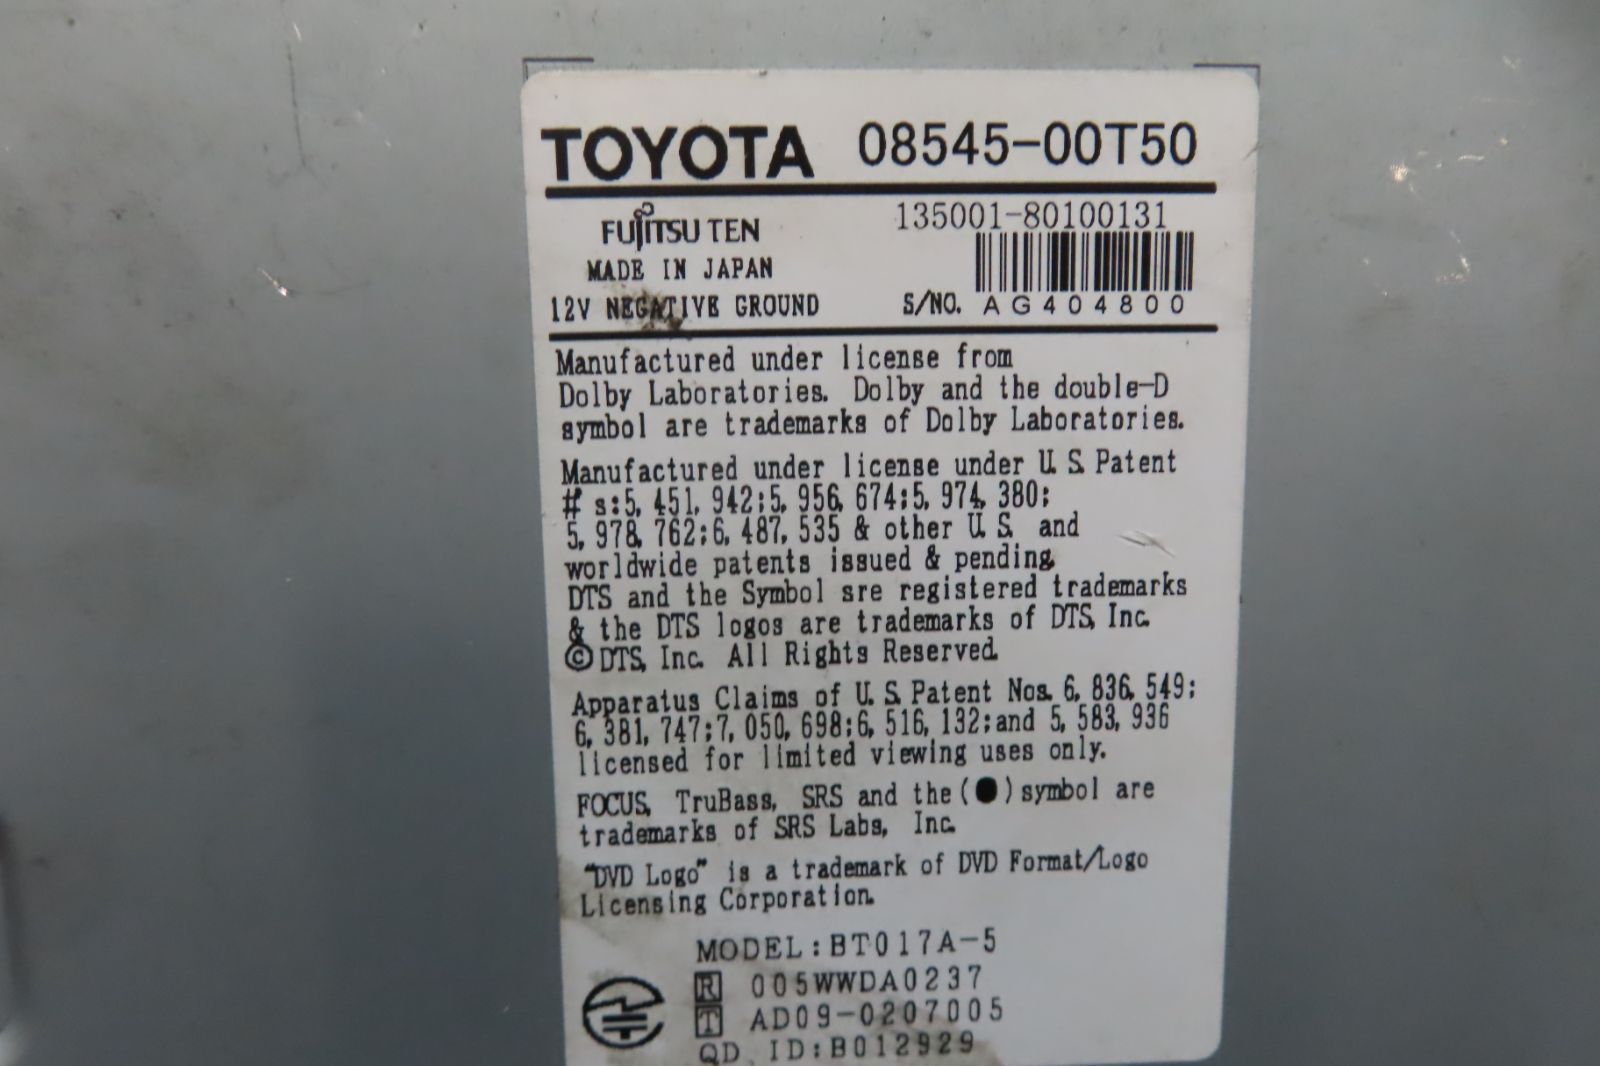 TOYOTA 08545-00T50
FUJITSU TEN 135001-80100131
MADE IN JAPAN
12V NEGATIVE GROUND S/NO. AG404800
Manufactured under license from
Dolby Laboratories. Dolby and the double-D
symbol are trademarks of Dolby Laboratories.
Manufactured under license under U.S. Patent
# s:5,451,942;5,956,674;5,974,380;
5,978,762;6,487,535 & other U.S. and
worldwide patents issued & pending.
DTS and the Symbol sre registered trademarks
& the DTS logos are trademarks of DTS, Inc.
© DTS, Inc. All Rights Reserved.
Apparatus Claims of U.S. Patent Nos. 6,836,549;
6,381,747;7,050,698;6,516,132;and 5,583,936
licensed for limited viewing uses only.
FOCUS, TruBass, SRS and the (●) symbol are
trademarks of SRS Labs, Inc.
"DVD Logo" is a trademark of DVD Format/Logo
Licensing Corporation.
MODEL:BT017A-5
R 005WWDA0237
T AD09-0207005
QD ID:B012929